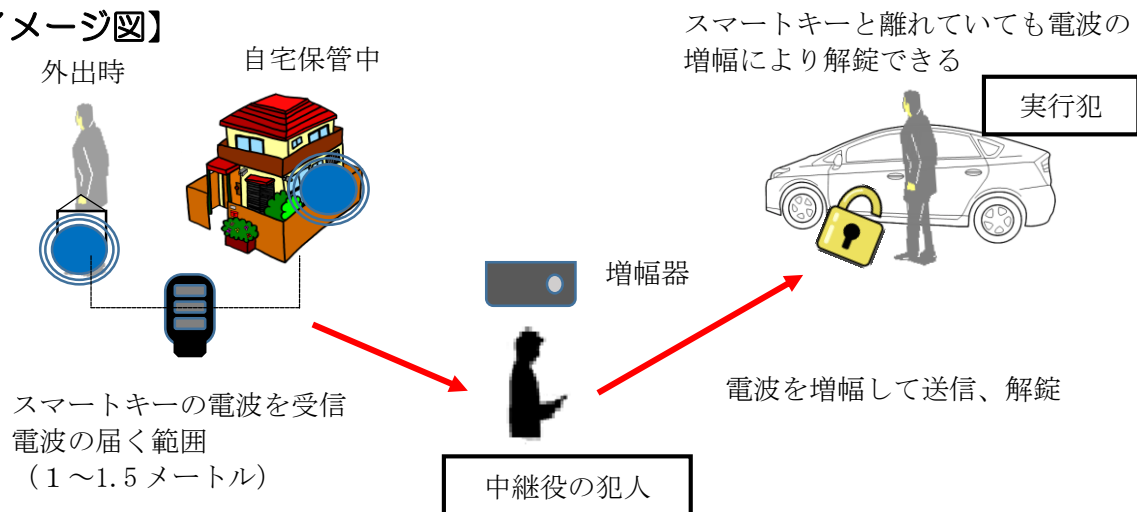 イメージ図】
外出時
自宅保管中
スマートキーと離れていても電波の
増幅により解錠できる
実行犯
増幅器
スマートキーの電波を受信
電波の届く範囲
（１～1.5メートル）
電波を増幅して送信、解錠
中継役の犯人